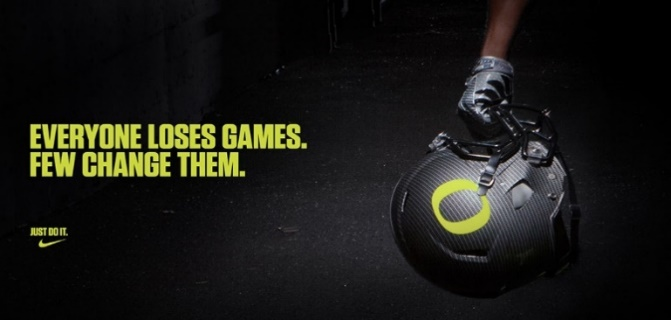 EVERYONE LOSES GAMES.
FEW CHANGE THEM.
JUST DO IT.
O